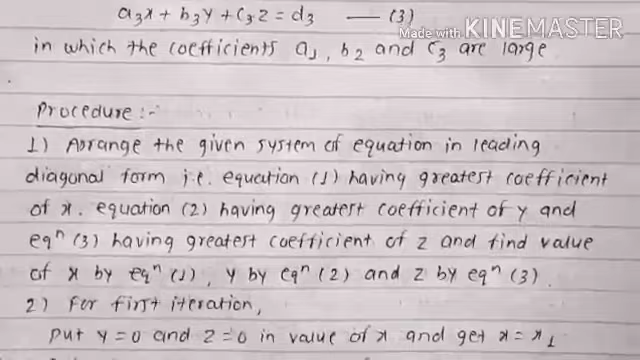 a₃x + b₃y + c₃z = d₃ — (3)
Made with KINEMASTER
in which the coefficients a₁, b₂ and c₃ are large
Procedure :-
1) Arrange the given system of equation in leading
diagonal form i.e. equation (1) having greatest coefficient
of x. equation (2) having greatest coefficient of y and
eqⁿ (3) having greatest coefficient of z and find value
of x by eqⁿ (1), y by eqⁿ (2) and z by eqⁿ (3).
2) For first iteration,
put y = 0 and z = 0 in value of x and get x = x₁